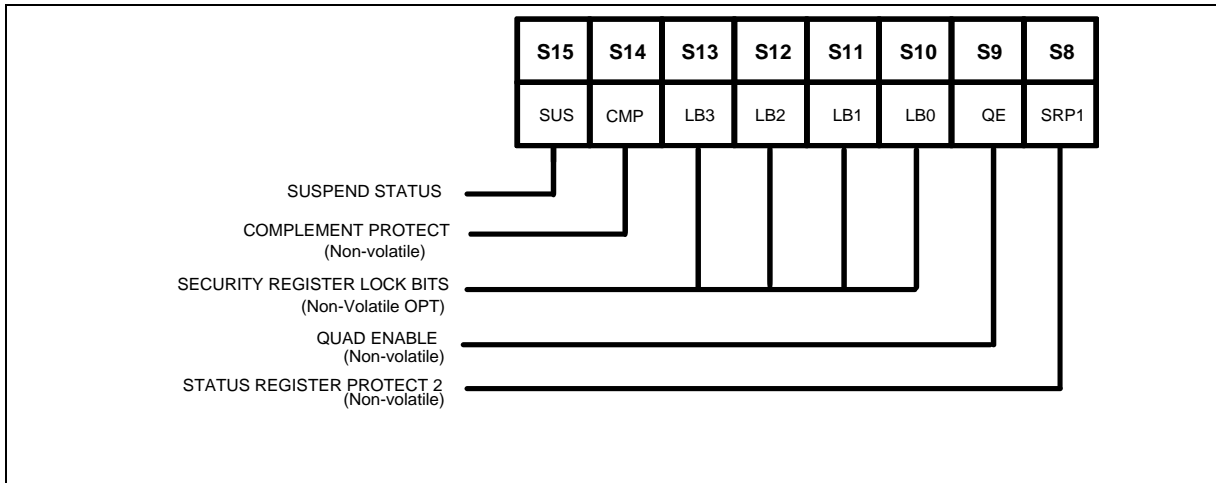 S15 S14 S13 S12 S11 S10 S9 S8
SUS CMP LB3 LB2 LB1 LB0 QE SRP1
SUSPEND STATUS
COMPLEMENT PROTECT
(Non-volatile)
SECURITY REGISTER LOCK BITS
(Non-Volatile OPT)
QUAD ENABLE
(Non-volatile)
STATUS REGISTER PROTECT 2
(Non-volatile)